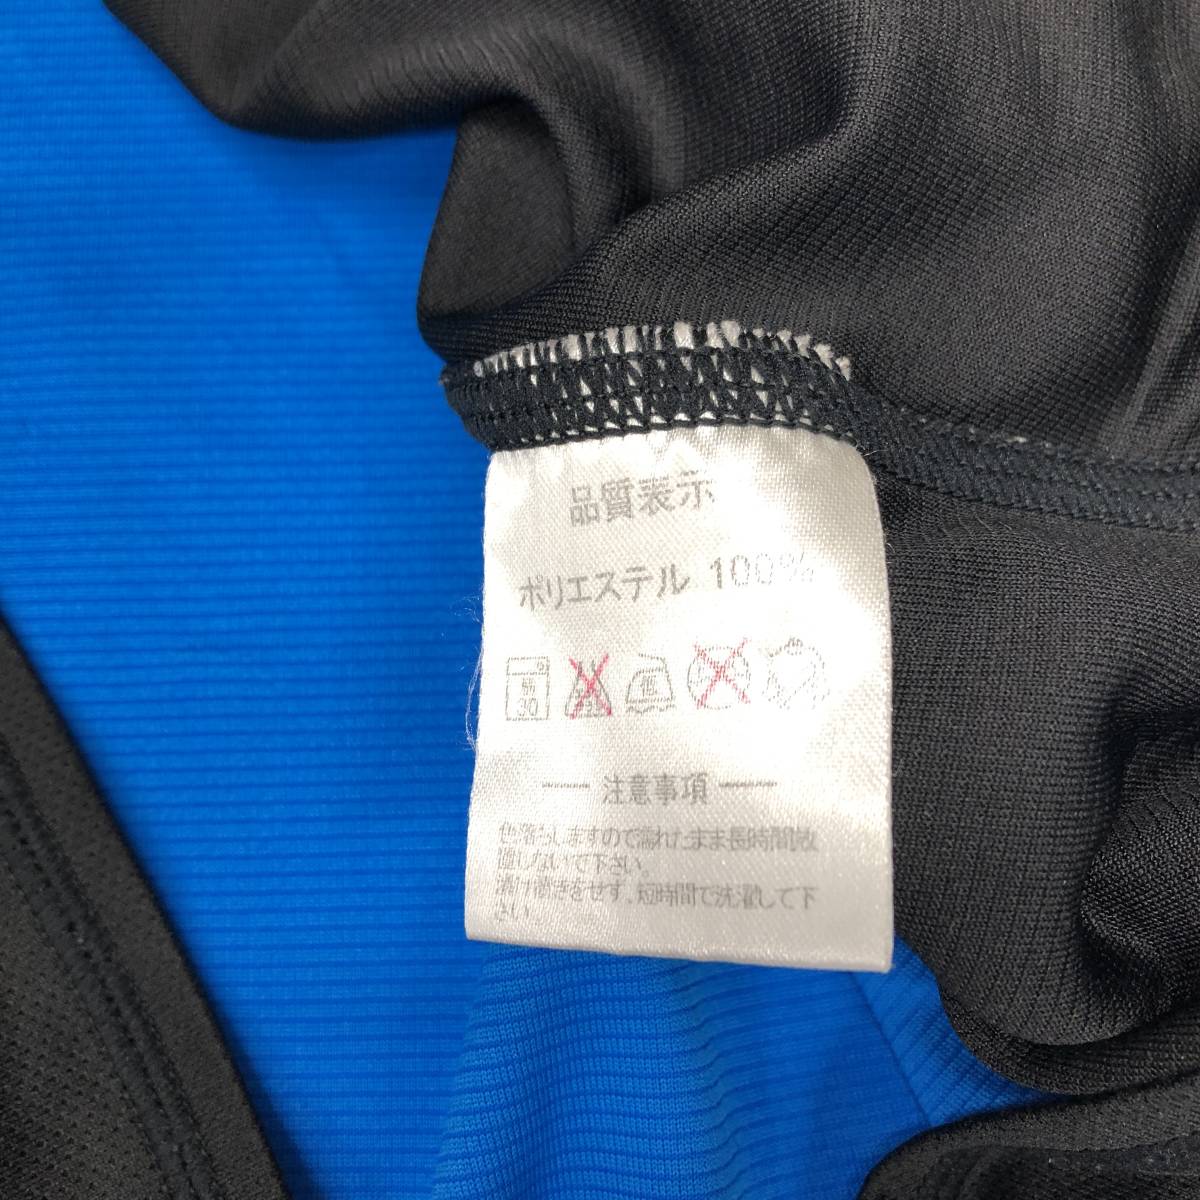 品質表示
ポリエステル 100%
30
注意事項
色落ちしますので濡れたまま長時間放
置しないで下さい。
漬け置きをせず、短時間で洗濯して下
さい。